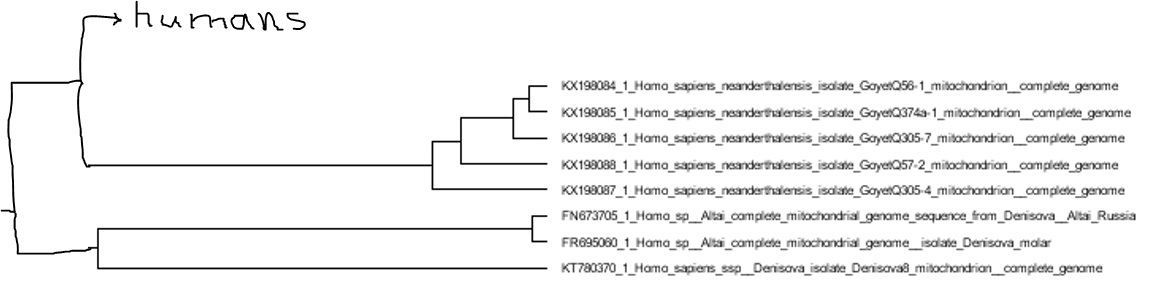 humans
KX198084_1_Homo_sapiens_neanderthalensis_isolate_GoyetQ56-1_mitochondrion__complete_genome
KX198085_1_Homo_sapiens_neanderthalensis_isolate_GoyetQ374a-1_mitochondrion__complete_genome
KX198086_1_Homo_sapiens_neanderthalensis_isolate_GoyetQ305-7_mitochondrion__complete_genome
KX198088_1_Homo_sapiens_neanderthalensis_isolate_GoyetQ57-2_mitochondrion__complete_genome
KX198087_1_Homo_sapiens_neanderthalensis_isolate_GoyetQ305-4_mitochondrion__complete_genome
FN673705_1_Homo_sp__Altai_complete_mitochondrial_genome_sequence_from_Denisova__Altai_Russia
FR695060_1_Homo_sp__Altai_complete_mitochondrial_genome__isolate_Denisova_molar
KT780370_1_Homo_sapiens_ssp__Denisova_isolate_Denisova8_mitochondrion__complete_genome